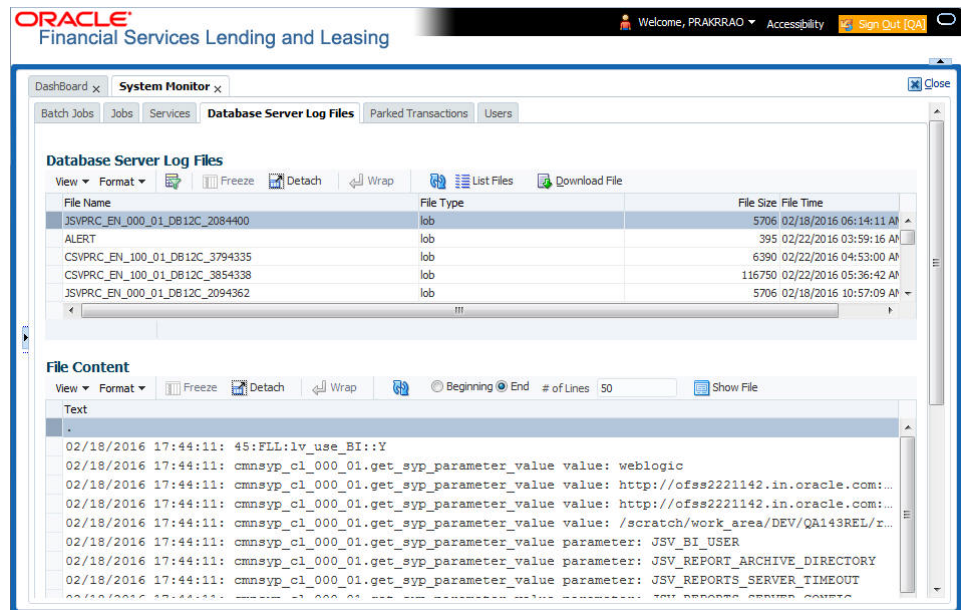 ORACLE
Financial Services Lending and Leasing
Welcome, PRAKRRAO Accessibility Sign Out [QA]
DashBoard x System Monitor x Close
Batch Jobs Jobs Services Database Server Log Files Parked Transactions Users
Database Server Log Files
View Format Freeze Detach Wrap List Files Download File
File Name File Type File Size File Time
JSVPRC_EN_000_01_DB12C_2084400 lob 5706 02/18/2016 06:14:11 AM
ALERT lob 395 02/22/2016 03:59:16 AM
CSVPRC_EN_100_01_DB12C_3794335 lob 6390 02/22/2016 04:53:00 AM
CSVPRC_EN_100_01_DB12C_3854338 lob 116750 02/22/2016 05:36:42 AM
JSVPRC_EN_000_01_DB12C_2094362 lob 5706 02/18/2016 10:57:09 AM
File Content
View Format Freeze Detach Wrap Beginning End # of Lines 50 Show File
Text
.
02/18/2016 17:44:11: 45:FLL:lv_use_BI::Y
02/18/2016 17:44:11: cmnsyp_cl_000_01.get_syp_parameter_value value: weblogic
02/18/2016 17:44:11: cmnsyp_cl_000_01.get_syp_parameter_value value: http://ofss2221142.in.oracle.com:...
02/18/2016 17:44:11: cmnsyp_cl_000_01.get_syp_parameter_value value: http://ofss2221142.in.oracle.com:...
02/18/2016 17:44:11: cmnsyp_cl_000_01.get_syp_parameter_value value: /scratch/work_area/DEV/QA143REL/r...
02/18/2016 17:44:11: cmnsyp_cl_000_01.get_syp_parameter_value parameter: JSV_BI_USER
02/18/2016 17:44:11: cmnsyp_cl_000_01.get_syp_parameter_value parameter: JSV_REPORT_ARCHIVE_DIRECTORY
02/18/2016 17:44:11: cmnsyp_cl_000_01.get_syp_parameter_value parameter: JSV_REPORTS_SERVER_TIMEOUT